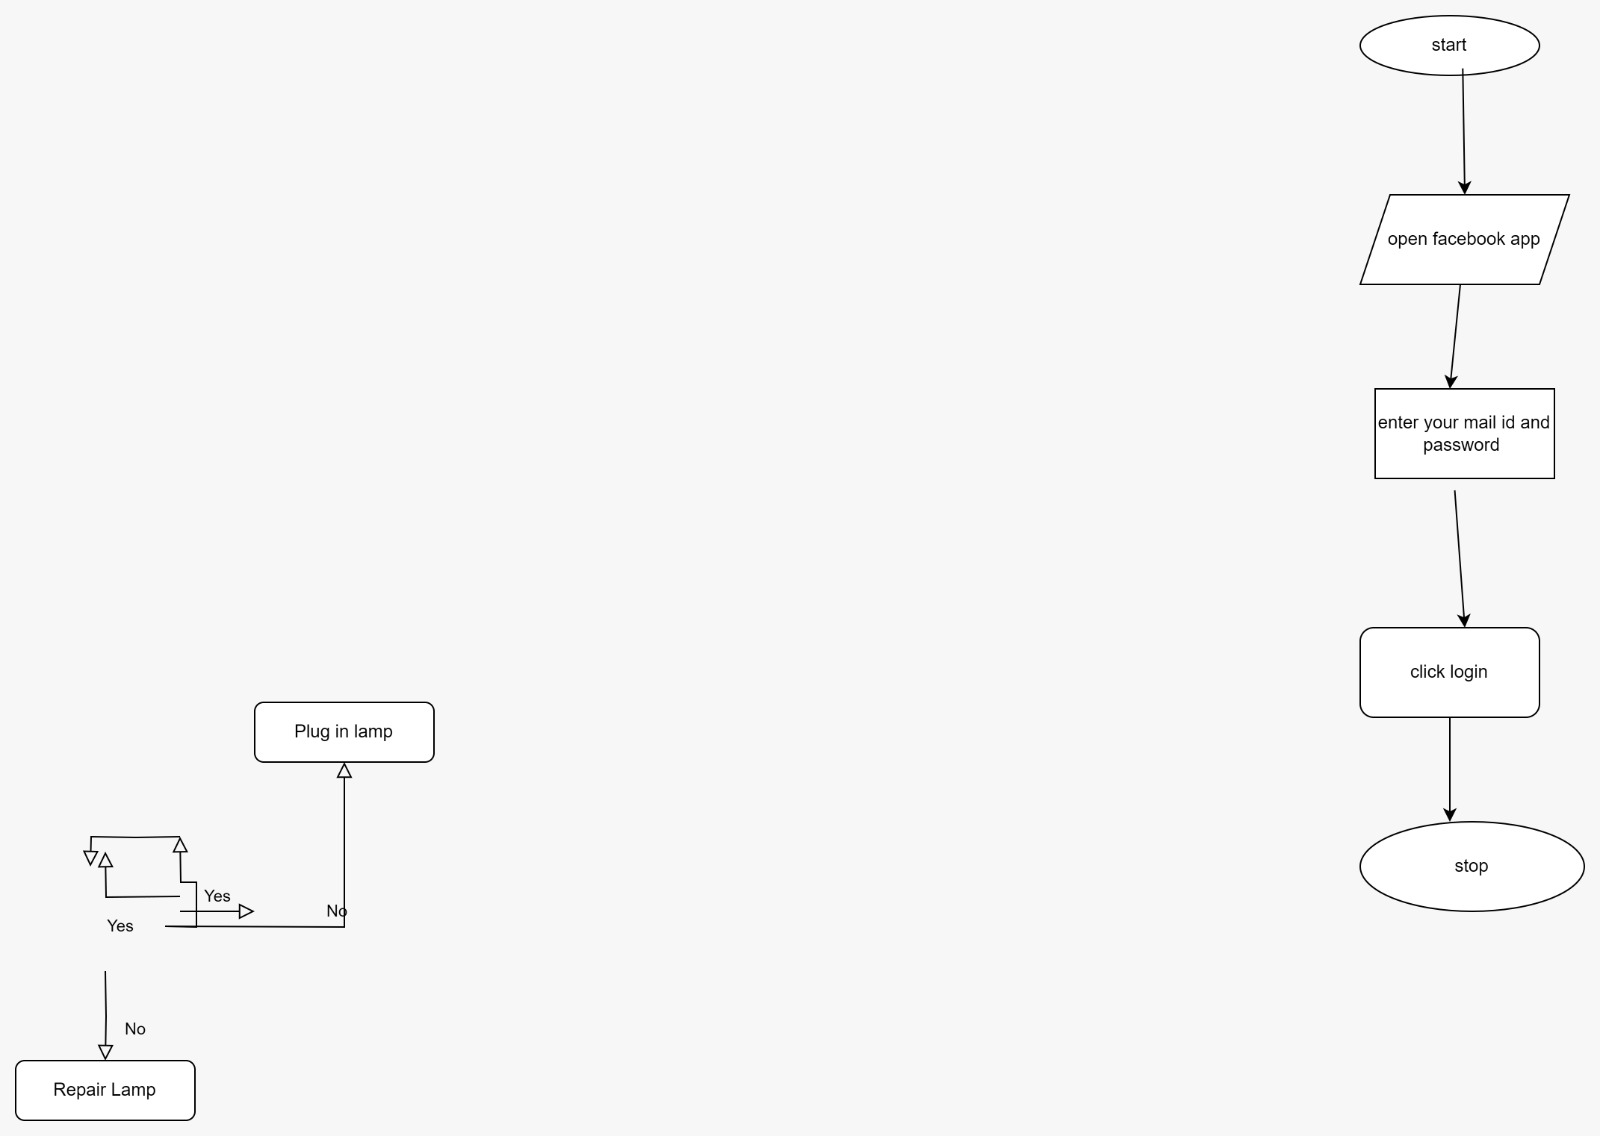 start
open facebook app
enter your mail id and
password
click login
stop
Plug in lamp
Yes
No
Yes
No
Repair Lamp